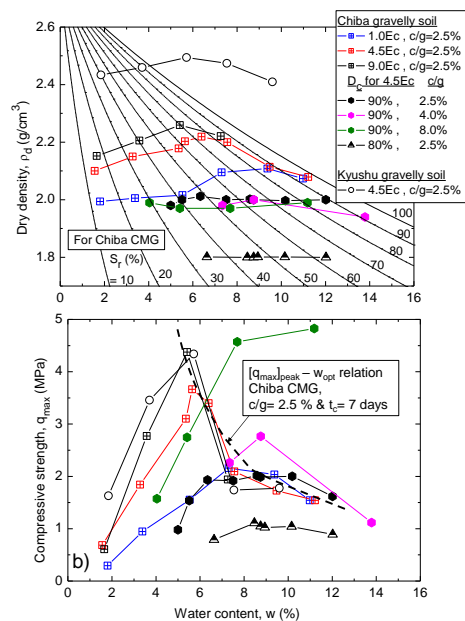 Chiba gravelly soil
1.0Ec , c/g=2.5%
4.5Ec , c/g=2.5%
9.0Ec , c/g=2.5%
Dc for 4.5Ec c/g
90% , 2.5%
90% , 4.0%
90% , 8.0%
80% , 2.5%
Kyushu gravelly soil
4.5Ec, c/g=2.5%
2.6
2.4
2.2
2.0
1.8
Dry density, ρd (g/cm³)
For Chiba CMG
Sr (%)
= 10
20
30
40
50
60
70
80
90
100
0 2 4 6 8 10 12 14 16
5
4
3
2
1
0
Compressive strength, qmax (MPa)
[qmax]peak – wopt relation
Chiba CMG,
c/g= 2.5 % & tc= 7 days
b)
0 2 4 6 8 10 12 14 16
Water content, w (%)